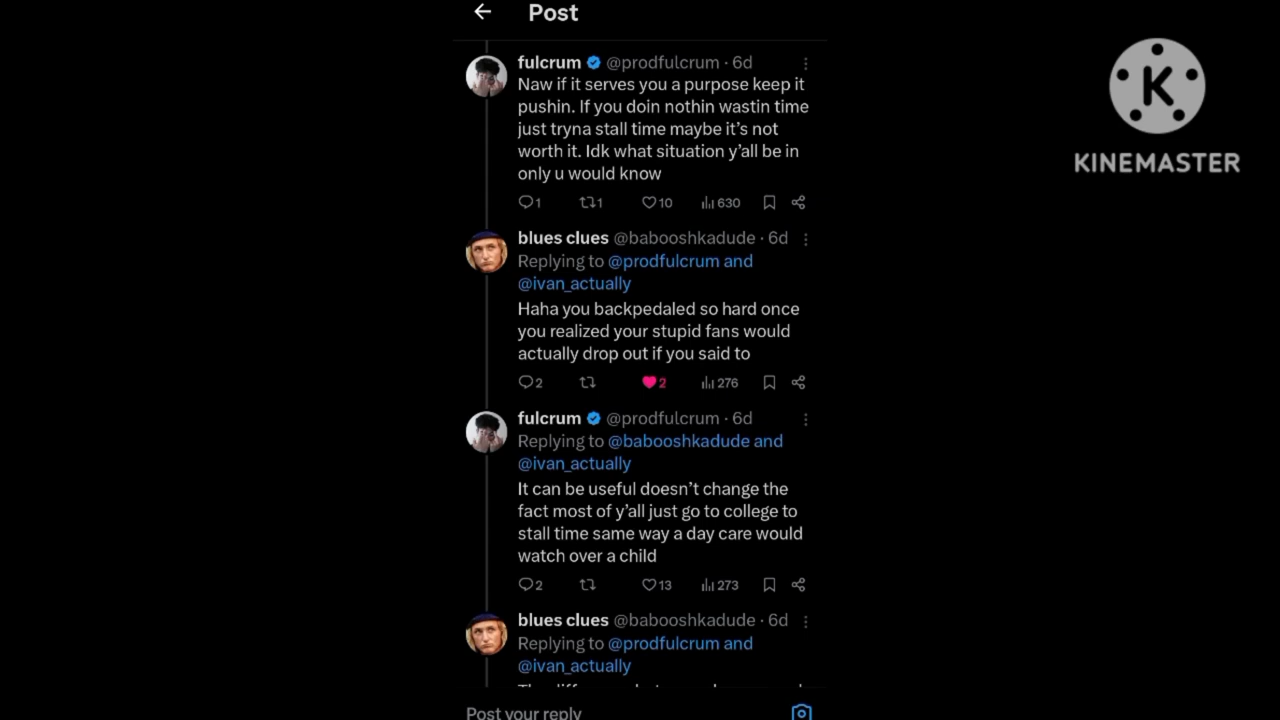 Post
fulcrum @prodfulcrum · 6d
Naw if it serves you a purpose keep it
pushin. If you doin nothin wastin time
just tryna stall time maybe it's not
worth it. Idk what situation y'all be in
only u would know
1 1 10 630
blues clues @babooshkadude · 6d
Replying to @prodfulcrum and
@ivan_actually
Haha you backpedaled so hard once
you realized your stupid fans would
actually drop out if you said to
2 2 276
fulcrum @prodfulcrum · 6d
Replying to @babooshkadude and
@ivan_actually
It can be useful doesn't change the
fact most of y'all just go to college to
stall time same way a day care would
watch over a child
2 13 273
blues clues @babooshkadude · 6d
Replying to @prodfulcrum and
@ivan_actually
Post your reply
K
KINEMASTER